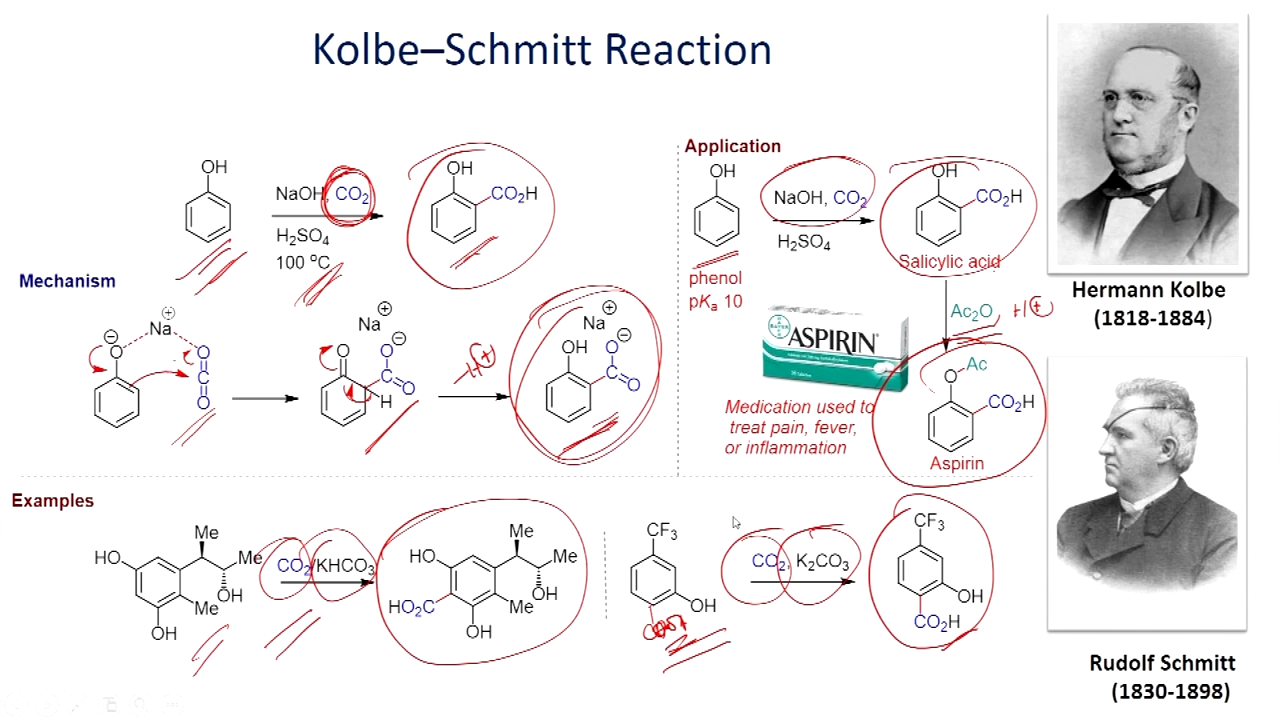 Kolbe–Schmitt Reaction
OH
NaOH, CO₂
H₂SO₄
100 °C
OH
CO₂H
Application
OH
NaOH, CO₂
H₂SO₄
phenol
pKa 10
OH
CO₂H
Salicylic acid
Ac₂O
H⊕
BAYER
ASPIRIN
O
Ac
CO₂H
Aspirin
Medication used to
treat pain, fever,
or inflammation
Mechanism
⊖
O
Na⊕
O
C
O
Na⊕
O
O⊖
O
H
-H⊕
Na⊕
OH
O⊖
O
Examples
HO
Me
Me
OH
Me
OH
CO₂/KHCO₃
HO
Me
Me
OH
HO₂C
Me
OH
CF₃
OH
CO₂, K₂CO₃
CF₃
OH
CO₂H
Hermann Kolbe
(1818-1884)
Rudolf Schmitt
(1830-1898)